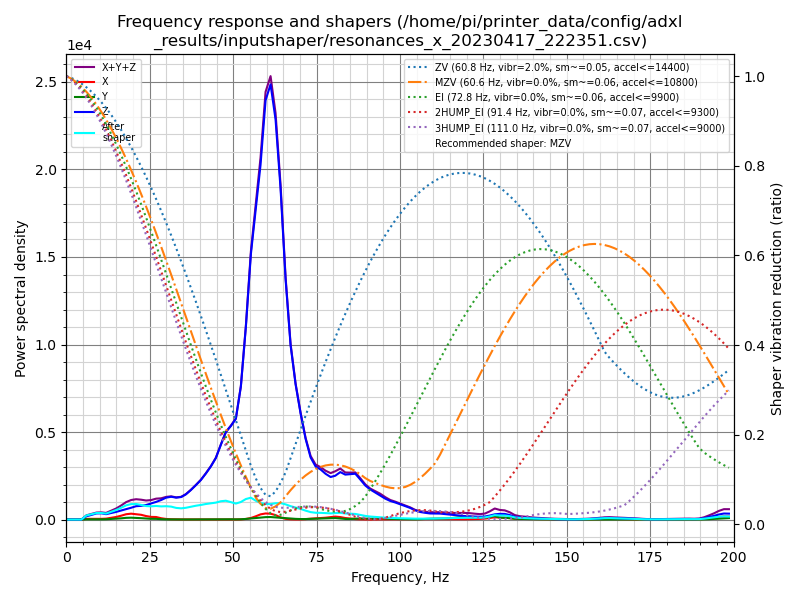 Frequency response and shapers (/home/pi/printer_data/config/adxl
_results/inputshaper/resonances_x_20230417_222351.csv)
1e4
X+Y+Z
X
Y
Z
After
shaper
ZV (60.8 Hz, vibr=2.0%, sm~=0.05, accel<=14400)
MZV (60.6 Hz, vibr=0.0%, sm~=0.06, accel<=10800)
EI (72.8 Hz, vibr=0.0%, sm~=0.06, accel<=9900)
2HUMP_EI (91.4 Hz, vibr=0.0%, sm~=0.07, accel<=9300)
3HUMP_EI (111.0 Hz, vibr=0.0%, sm~=0.07, accel<=9000)
Recommended shaper: MZV
Power spectral density
2.5
2.0
1.5
1.0
0.5
0.0
1.0
0.8
0.6
0.4
0.2
0.0
Shaper vibration reduction (ratio)
0
25
50
75
100
125
150
175
200
Frequency, Hz